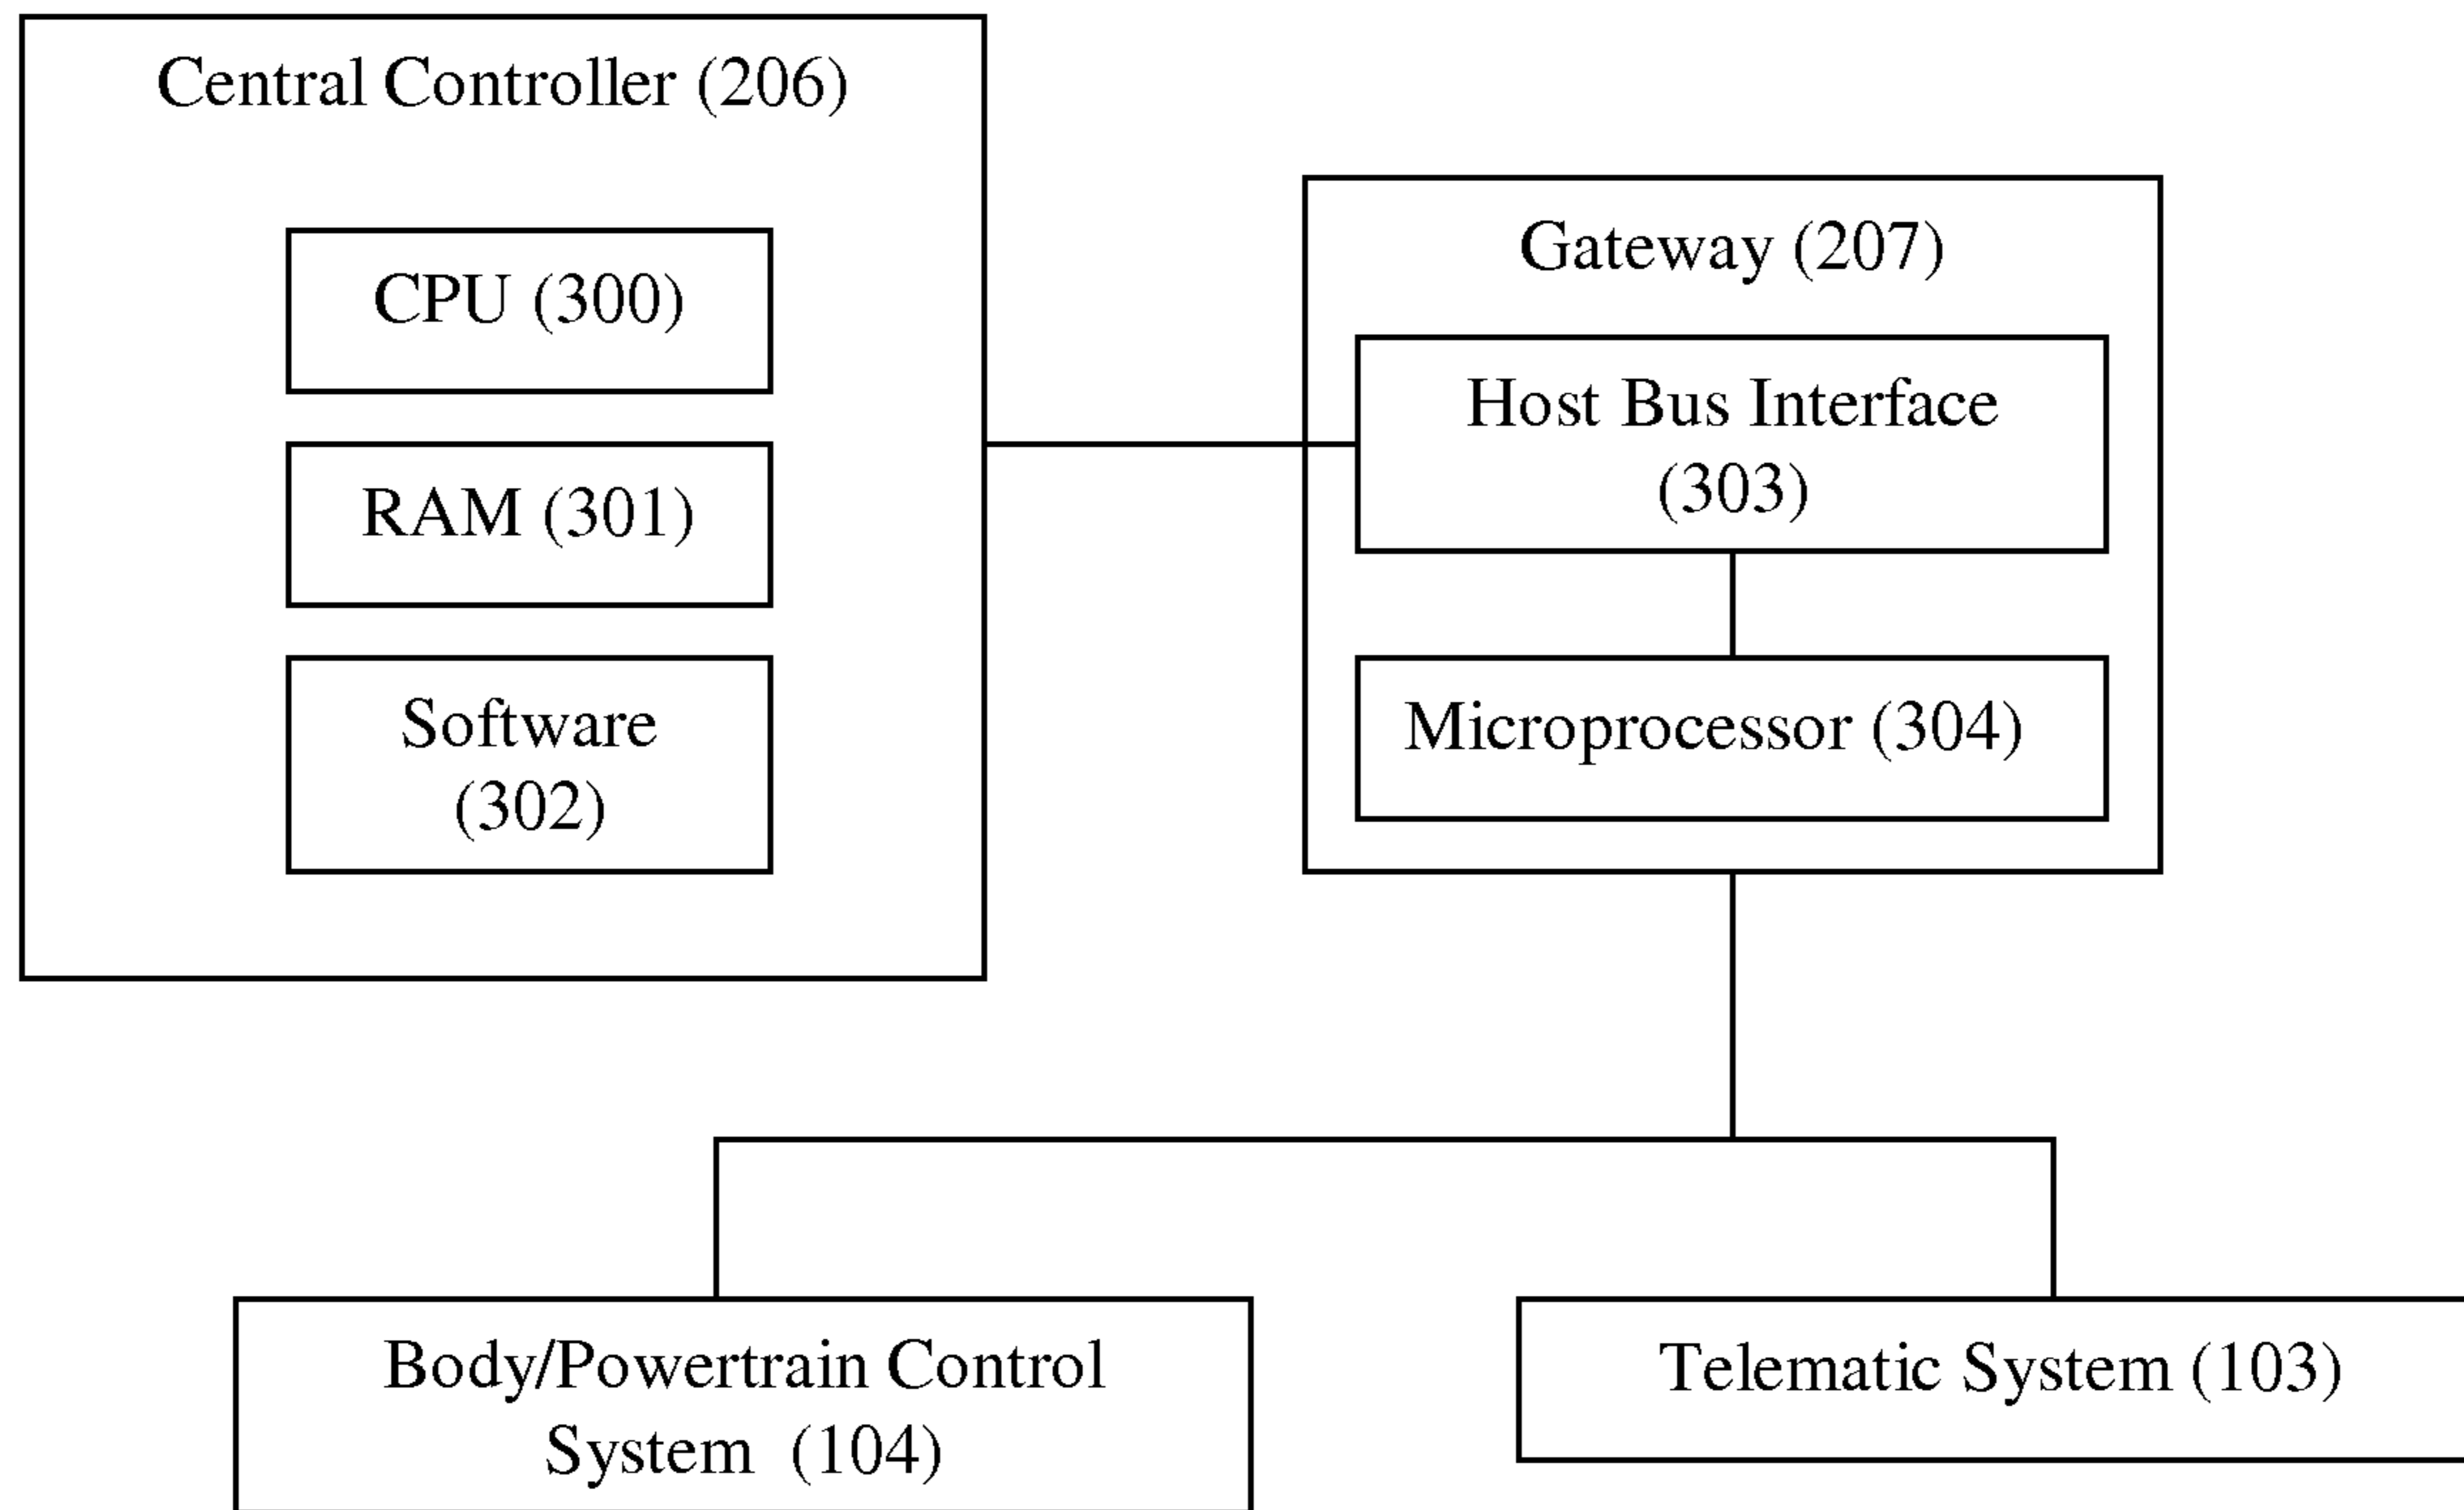 Central Controller (206)
CPU (300)
RAM (301)
Software
(302)
Gateway (207)
Host Bus Interface
(303)
Microprocessor (304)
Body/Powertrain Control
System  (104)
Telematic System (103)